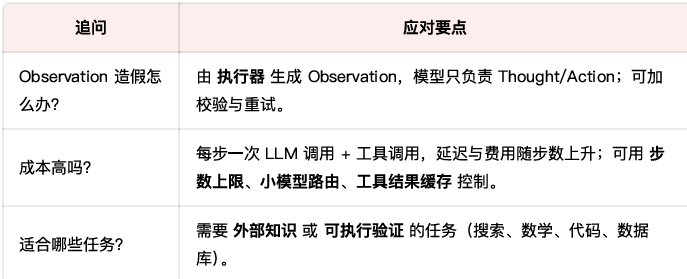 追问
应对要点
Observation 造假怎
么办?
由 执行器 生成 Observation，模型只负责 Thought/Action；可加
校验与重试。
成本高吗?
每步一次 LLM 调用 + 工具调用，延迟与费用随步数上升；可用 步
数上限、小模型路由、工具结果缓存 控制。
适合哪些任务?
需要 外部知识 或 可执行验证 的任务（搜索、数学、代码、数据
库）。